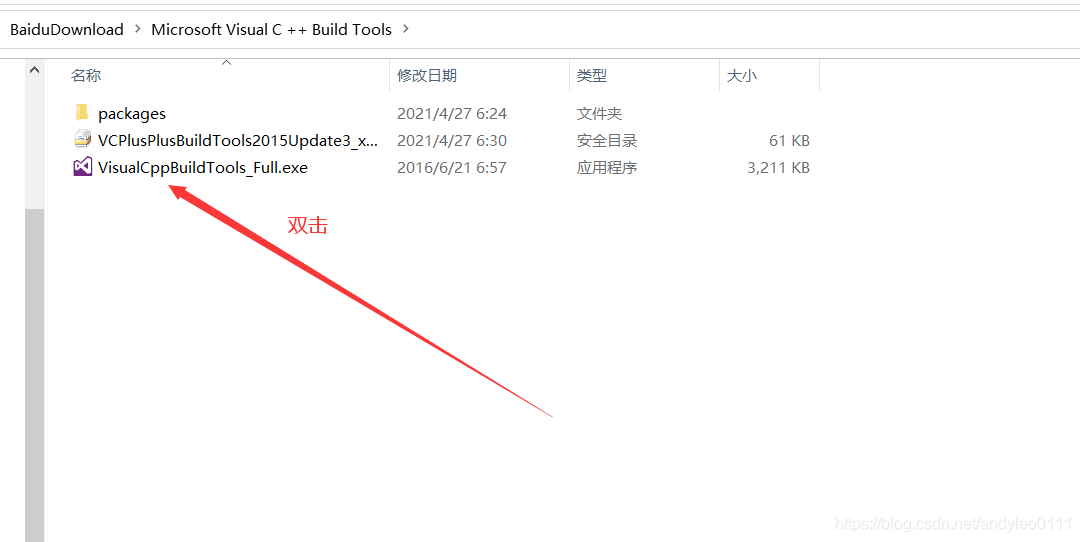 BaiduDownload > Microsoft Visual C ++ Build Tools >
名称 修改日期 类型 大小
packages 2021/4/27 6:24 文件夹
VCPlusPlusBuildTools2015Update3_x... 2021/4/27 6:30 安全目录 61 KB
VisualCppBuildTools_Full.exe 2016/6/21 6:57 应用程序 3,211 KB
双击
https://blog.csdn.net/andyleo0111